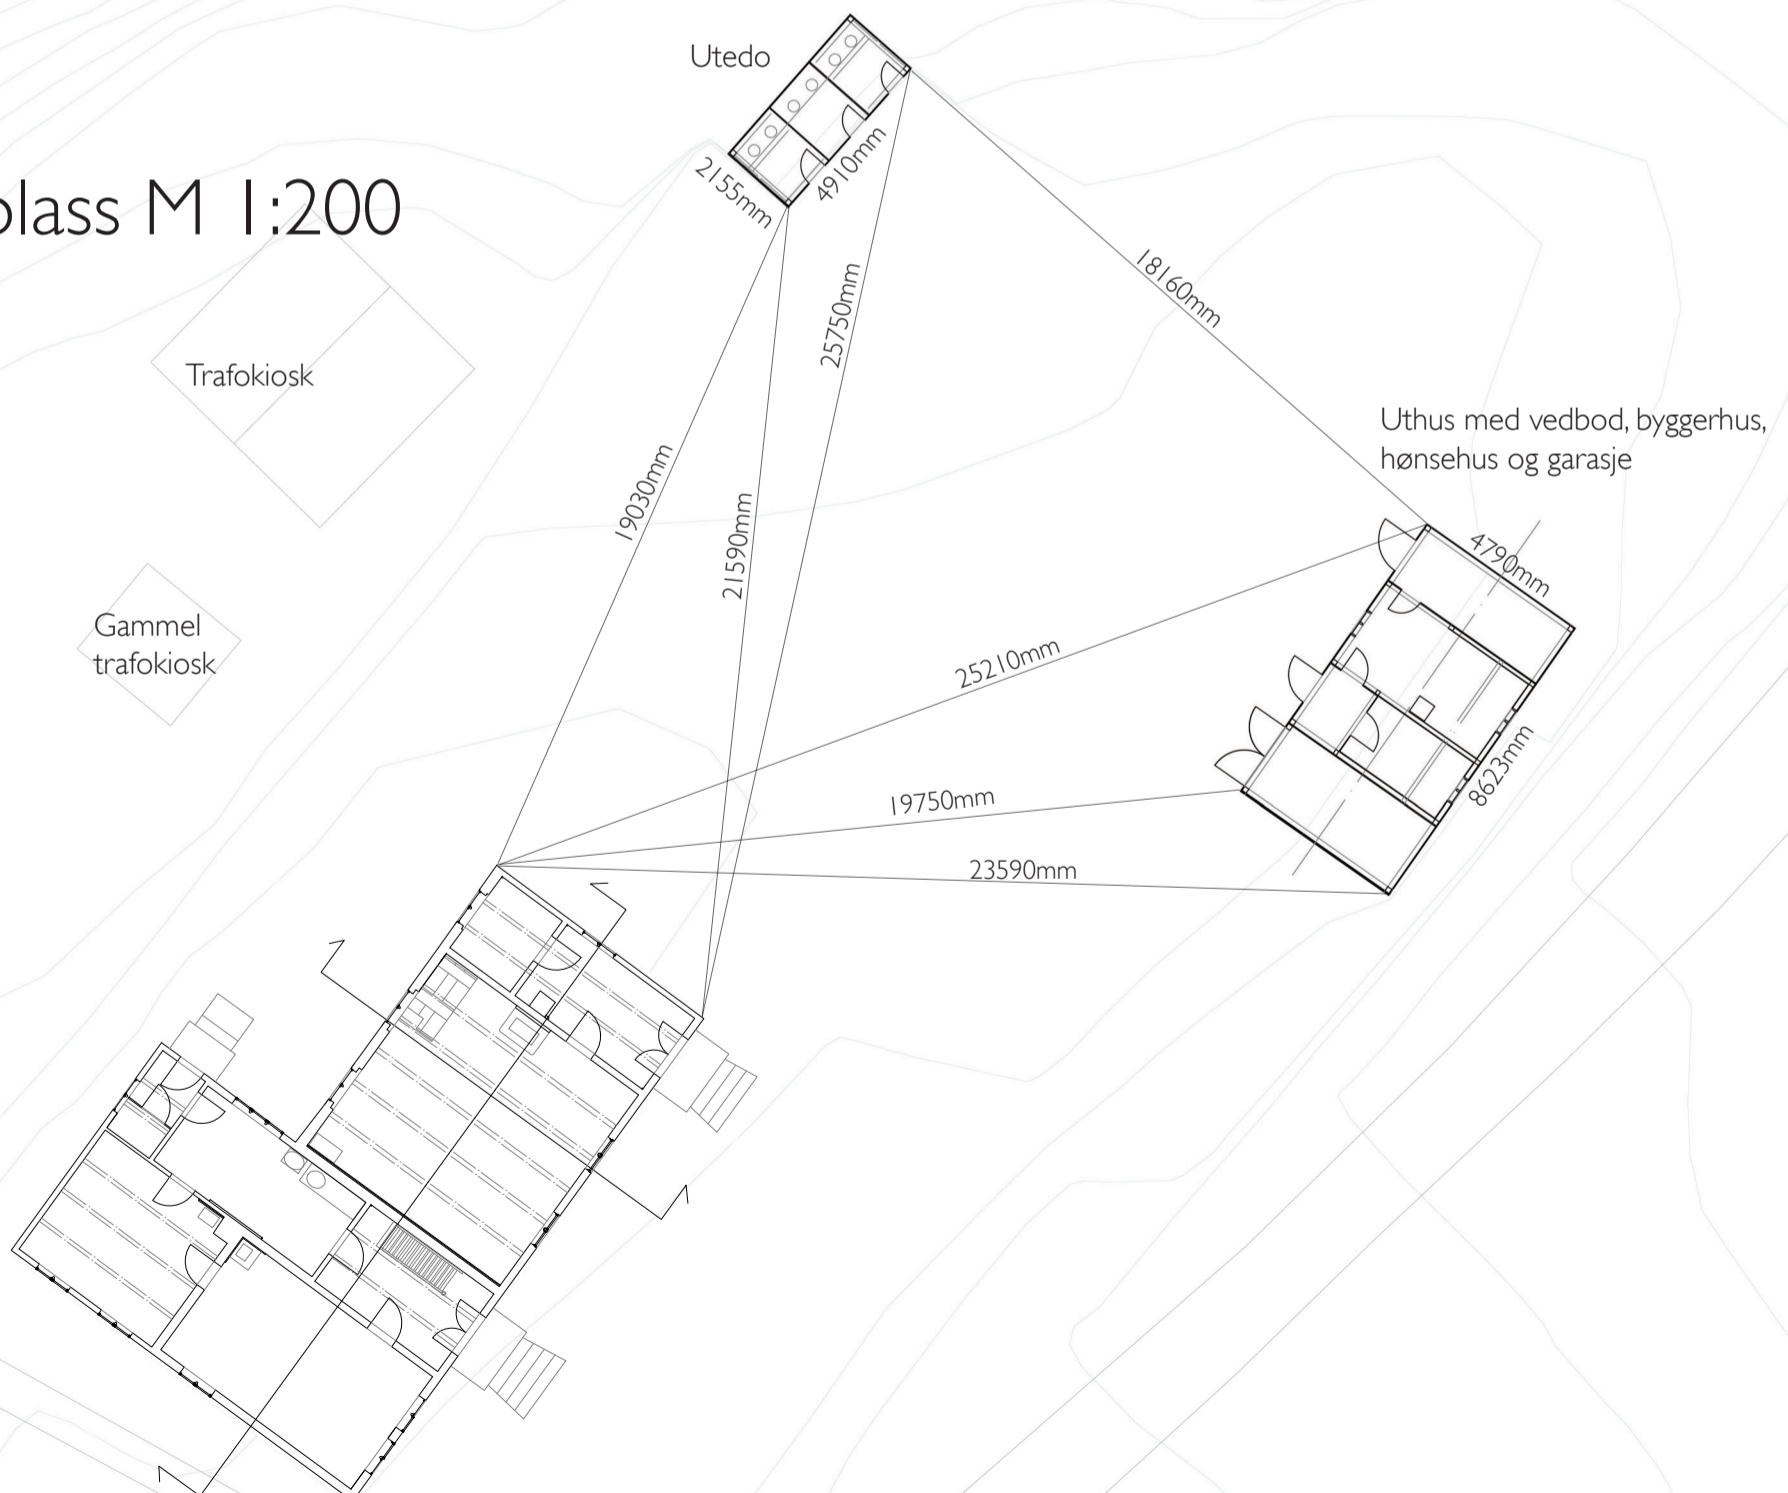 Utedo
2155mm
4910mm
plass M 1:200
18160mm
25750mm
Trafokiosk
Uthus med vedbod, byggerhus,
hønsehus og garasje
19030mm
21590mm
4790mm
Gammel
trafokiosk
25210mm
8623mm
19750mm
23590mm